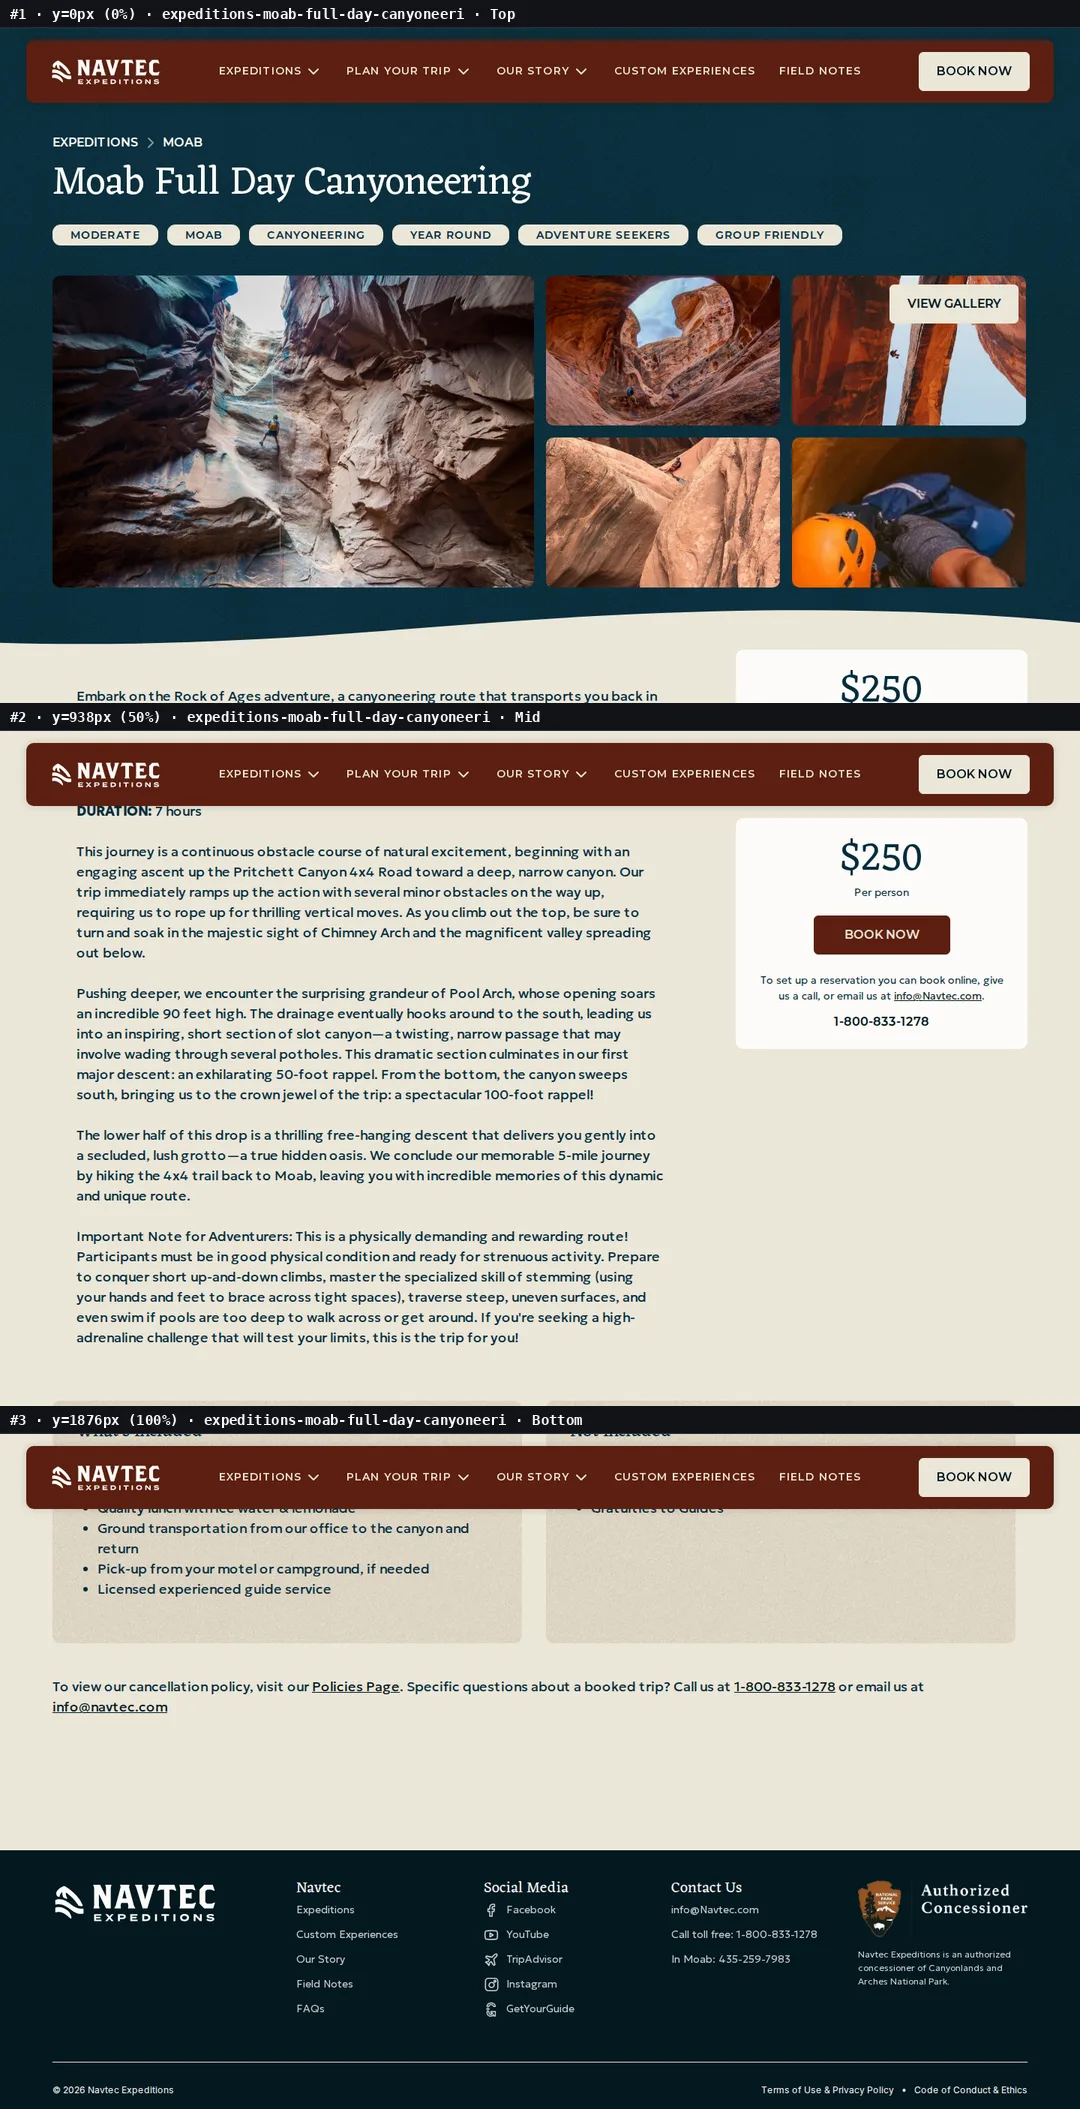 #1 · y=0px (0%) · expeditions-moab-full-day-canyoneeri · Top
NAVTEC
EXPEDITIONS
EXPEDITIONS
PLAN YOUR TRIP
OUR STORY
CUSTOM EXPERIENCES
FIELD NOTES
BOOK NOW
EXPEDITIONS > MOAB
Moab Full Day Canyoneering
MODERATE
MOAB
CANYONEERING
YEAR ROUND
ADVENTURE SEEKERS
GROUP FRIENDLY
VIEW GALLERY
Embark on the Rock of Ages adventure, a canyoneering route that transports you back in
$250
#2 · y=938px (50%) · expeditions-moab-full-day-canyoneeri · Mid
NAVTEC
EXPEDITIONS
EXPEDITIONS
PLAN YOUR TRIP
OUR STORY
CUSTOM EXPERIENCES
FIELD NOTES
BOOK NOW
DURATION: 7 hours
This journey is a continuous obstacle course of natural excitement, beginning with an
engaging ascent up the Pritchett Canyon 4x4 Road toward a deep, narrow canyon. Our
trip immediately ramps up the action with several minor obstacles on the way up,
requiring us to rope up for thrilling vertical moves. As you climb out the top, be sure to
turn and soak in the majestic sight of Chimney Arch and the magnificent valley spreading
out below.
Pushing deeper, we encounter the surprising grandeur of Pool Arch, whose opening soars
an incredible 90 feet high. The drainage eventually hooks around to the south, leading us
into an inspiring, short section of slot canyon—a twisting, narrow passage that may
involve wading through several potholes. This dramatic section culminates in our first
major descent: an exhilarating 50-foot rappel. From the bottom, the canyon sweeps
south, bringing us to the crown jewel of the trip: a spectacular 100-foot rappel!
The lower half of this drop is a thrilling free-hanging descent that delivers you gently into
a secluded, lush grotto—a true hidden oasis. We conclude our memorable 5-mile journey
by hiking the 4x4 trail back to Moab, leaving you with incredible memories of this dynamic
and unique route.
Important Note for Adventurers: This is a physically demanding and rewarding route!
Participants must be in good physical condition and ready for strenuous activity. Prepare
to conquer short up-and-down climbs, master the specialized skill of stemming (using
your hands and feet to brace across tight spaces), traverse steep, uneven surfaces, and
even swim if pools are too deep to walk across or get around. If you're seeking a high-
adrenaline challenge that will test your limits, this is the trip for you!
$250
Per person
BOOK NOW
To set up a reservation you can book online, give
us a call, or email us at info@Navtec.com.
1-800-833-1278
#3 · y=1876px (100%) · expeditions-moab-full-day-canyoneeri · Bottom
What's Included
Not Included
NAVTEC
EXPEDITIONS
EXPEDITIONS
PLAN YOUR TRIP
OUR STORY
CUSTOM EXPERIENCES
FIELD NOTES
BOOK NOW
• Quality lunch with ice water & lemonade
• Ground transportation from our office to the canyon and
return
• Pick-up from your motel or campground, if needed
• Licensed experienced guide service
• Gratuities to Guides
To view our cancellation policy, visit our Policies Page. Specific questions about a booked trip? Call us at 1-800-833-1278 or email us at
info@navtec.com
NAVTEC
EXPEDITIONS
Navtec
Expeditions
Custom Experiences
Our Story
Field Notes
FAQs
Social Media
Facebook
YouTube
TripAdvisor
Instagram
GetYourGuide
Contact Us
info@Navtec.com
Call toll free: 1-800-833-1278
In Moab: 435-259-7983
NATIONAL
PARK
SERVICE
Authorized
Concessioner
Navtec Expeditions is an authorized
concessioner of Canyonlands and
Arches National Park.
© 2026 Navtec Expeditions
Terms of Use & Privacy Policy • Code of Conduct & Ethics